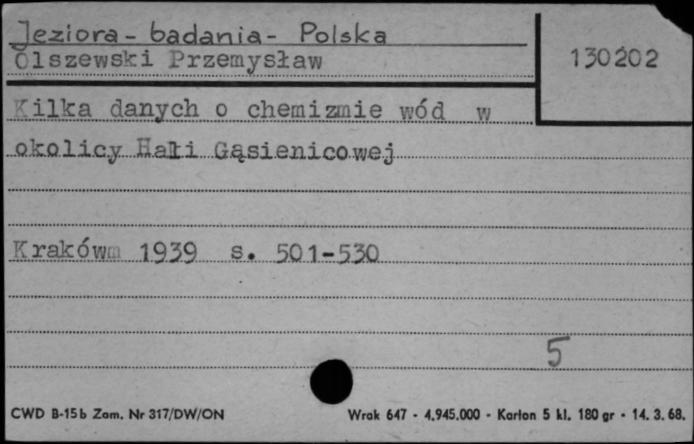 Jeziora - badania - Polska
Olszewski Przemysław
130202
Kilka danych o chemizmie wód w
okolicy Hali Gąsienicowej
Kraków 1939 s. 501-530
5
CWD B-15b Zam. Nr 317/DW/ON
Wrak 647 - 4.945.000 - Karton 5 kl. 180 gr - 14. 3. 68.